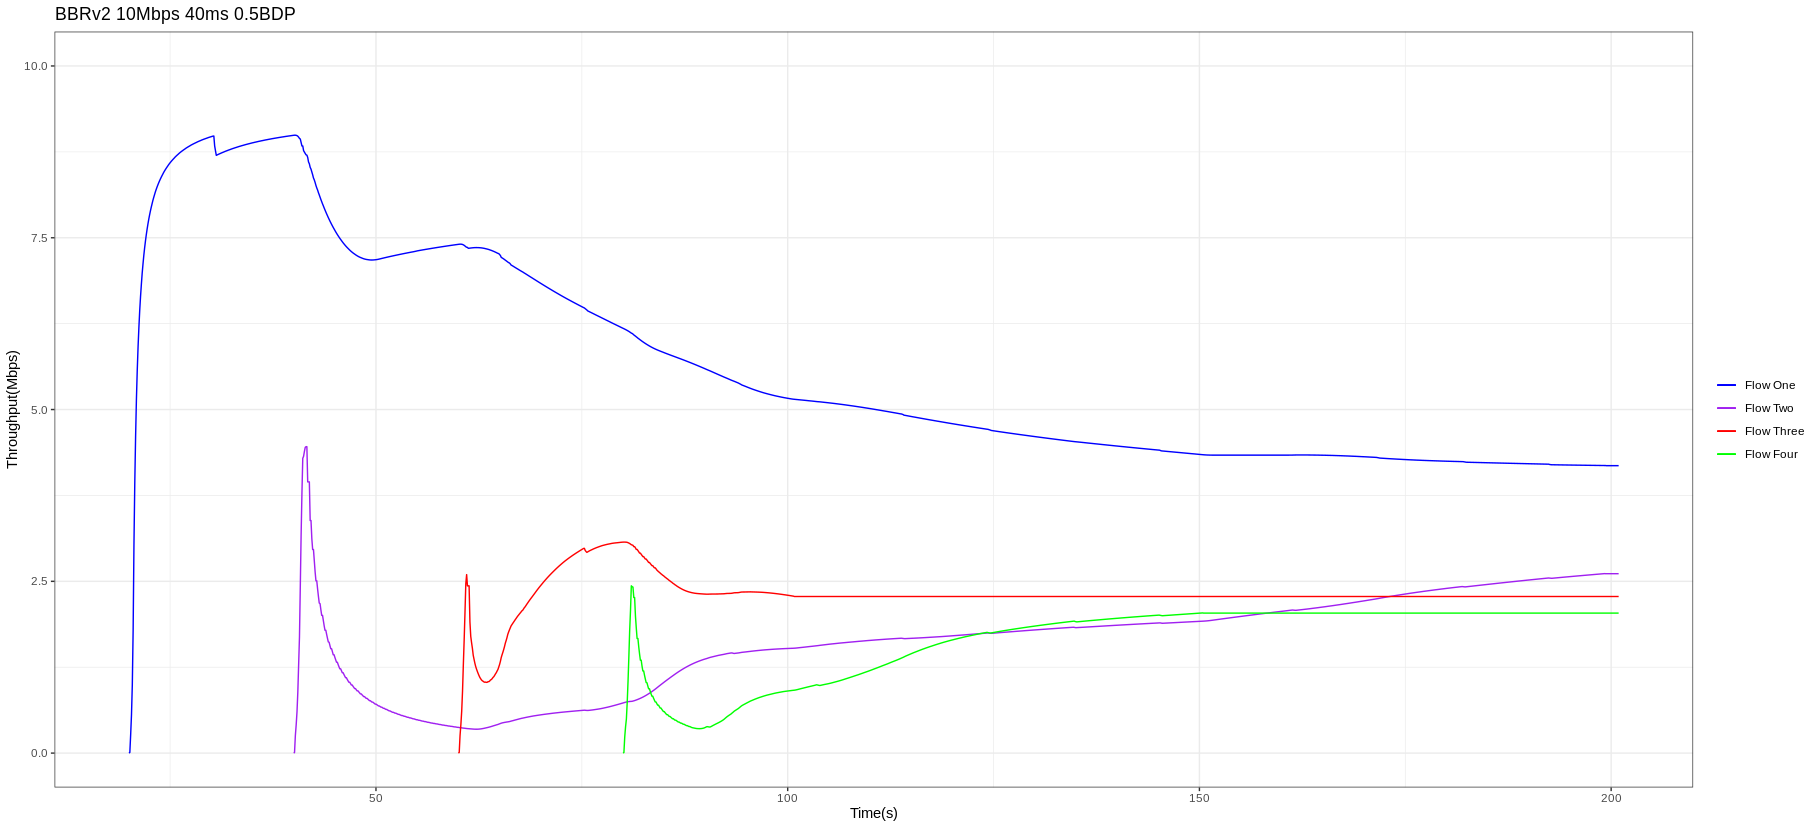 BBRv2 10Mbps 40ms 0.5BDP
Throughput(Mbps)
10.0
7.5
5.0
2.5
0.0
50
100
150
200
Time(s)
Flow One
Flow Two
Flow Three
Flow Four